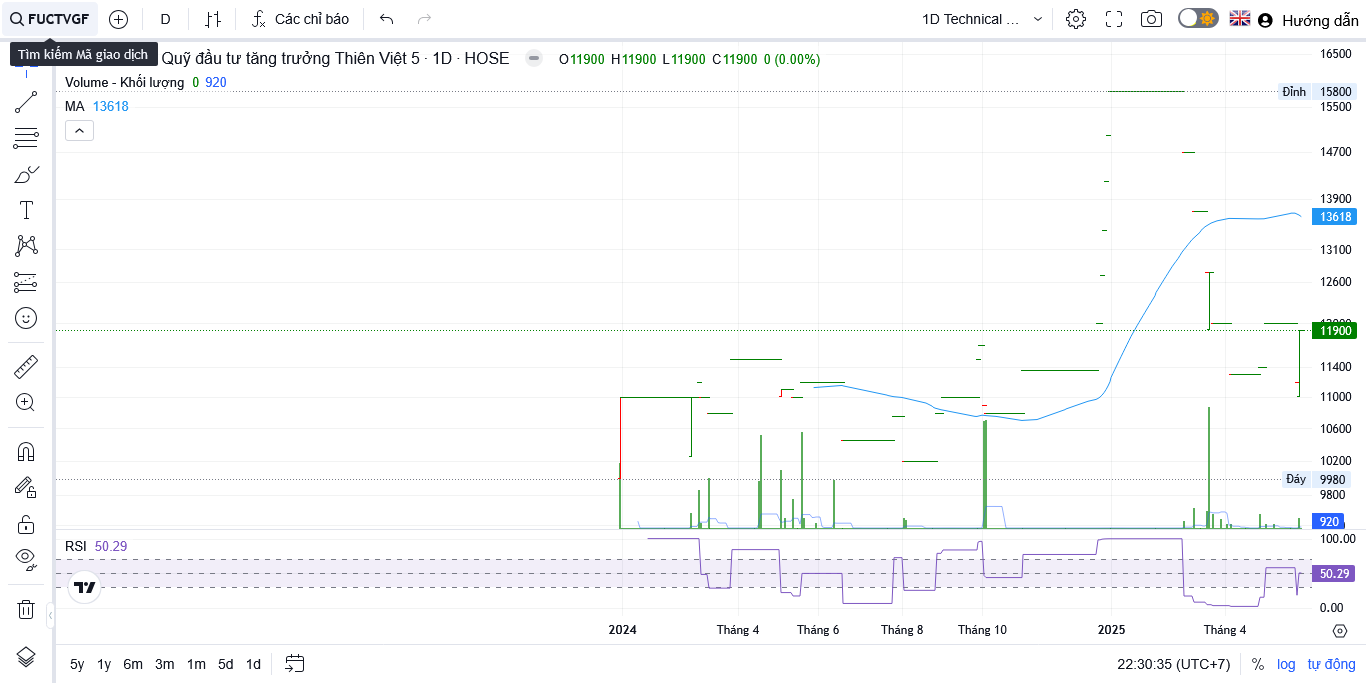 FUCTVGF
D
Các chỉ báo
1D Technical ...
Hướng dẫn
Tìm kiếm Mã giao dịch
Quỹ đầu tư tăng trưởng Thiên Việt 5 · 1D · HOSE
O11900 H11900 L11900 C11900 0 (0.00%)
Volume - Khối lượng 0 920
MA 13618
16500
Đỉnh 15800
15500
14700
13900
13618
13100
12600
11900
11400
11000
10600
10200
Đáy 9980
9800
920
RSI 50.29
100.00
50.29
0.00
2024
Tháng 4
Tháng 6
Tháng 8
Tháng 10
2025
Tháng 4
5y 1y 6m 3m 1m 5d 1d
22:30:35 (UTC+7)
% log tự động